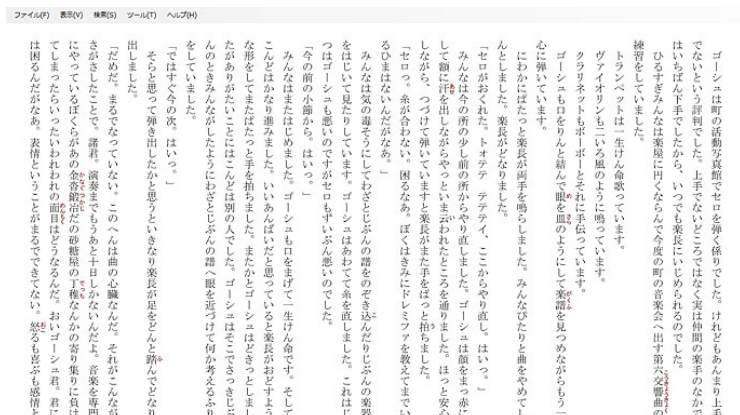 ファイル(F) 表示(V) 検索(S) ツール(T) ヘルプ(H)
ゴーシュは町の活動写真館でセロを弾く係りでした。けれどもあんまり上手
でないという評判でした。上手でないどころではなく実は仲間の楽手のなかで
はいちばん下手でしたから、いつでも楽長にいじめられるのでした。
ひるすぎみんなは楽屋に円くならんで今度の町の音楽会へ出す第六交響曲の
練習をしていました。
トランペットは一生けん命歌っています。
ヴァイオリンも二いろ風のように鳴っています。
クラリネットもボーボーとそれに手伝っています。
ゴーシュも口をりんと結んで眼を皿のようにして楽譜を見つめながらもう一
心に弾いています。
にわかにぱたっと楽長が両手を鳴らしました。みんなぴたりと曲をやめてし
んとしました。楽長がどなりました。
「セロがおくれた。トォテテ テテテイ、ここからやり直し。はいっ。」
みんなは今の所の少し前の所からやり直しました。ゴーシュは顔をまっ赤に
して額に汗を出しながらやっといま云われたところを通りました。ほっと安心
しながら、つづけて弾いていますと楽長がまた手をぱっと拍ちました。
「セロっ。糸が合わない。困るなあ。ぼくはきみにドレミファを教えてまでい
るひまはないんだがなあ。」
みんなは気の毒そうにしてわざとじぶんの譜をのぞき込んだりじぶんの楽器
をはじいて見たりしています。ゴーシュはあわてて糸を直しました。これはじ
つはゴーシュも悪いのですがセロもずいぶん悪いのでした。
「今の前の小節から。はいっ。」
みんなはまたはじめました。ゴーシュも口をまげて一生けん命です。そして
こんどはかなり進みました。いいあんばいだと思っていると楽長がおどすよう
な形をしてまたぱたっと手を拍ちました。またかとゴーシュはどきっとしまし
たがありがたいことにはこんどは別の人でした。ゴーシュはそこでさっきじぶ
んのときみんながしたようにわざとじぶんの譜へ眼を近づけて何か考えるふり
をしていました。
「ではすぐ今の次。はいっ。」
そらと思って弾き出したかと思うといきなり楽長が足をどんと踏んでどなり
出しました。
「だめだ。まるでなっていない。このへんは曲の心臓なんだ。それがこんなが
さがさしたことで。諸君。演奏までもうあと十日しかないんだよ。音楽を専門
にやっているぼくらがあの金沓鍛冶だの砂糖屋の丁稚なんかの寄り集りに負け
てしまったらいったいわれわれの面目はどうなるんだ。おいゴーシュ君。君に
は困るんだがなあ。表情ということがまるでできてない。怒るも喜ぶも感情と